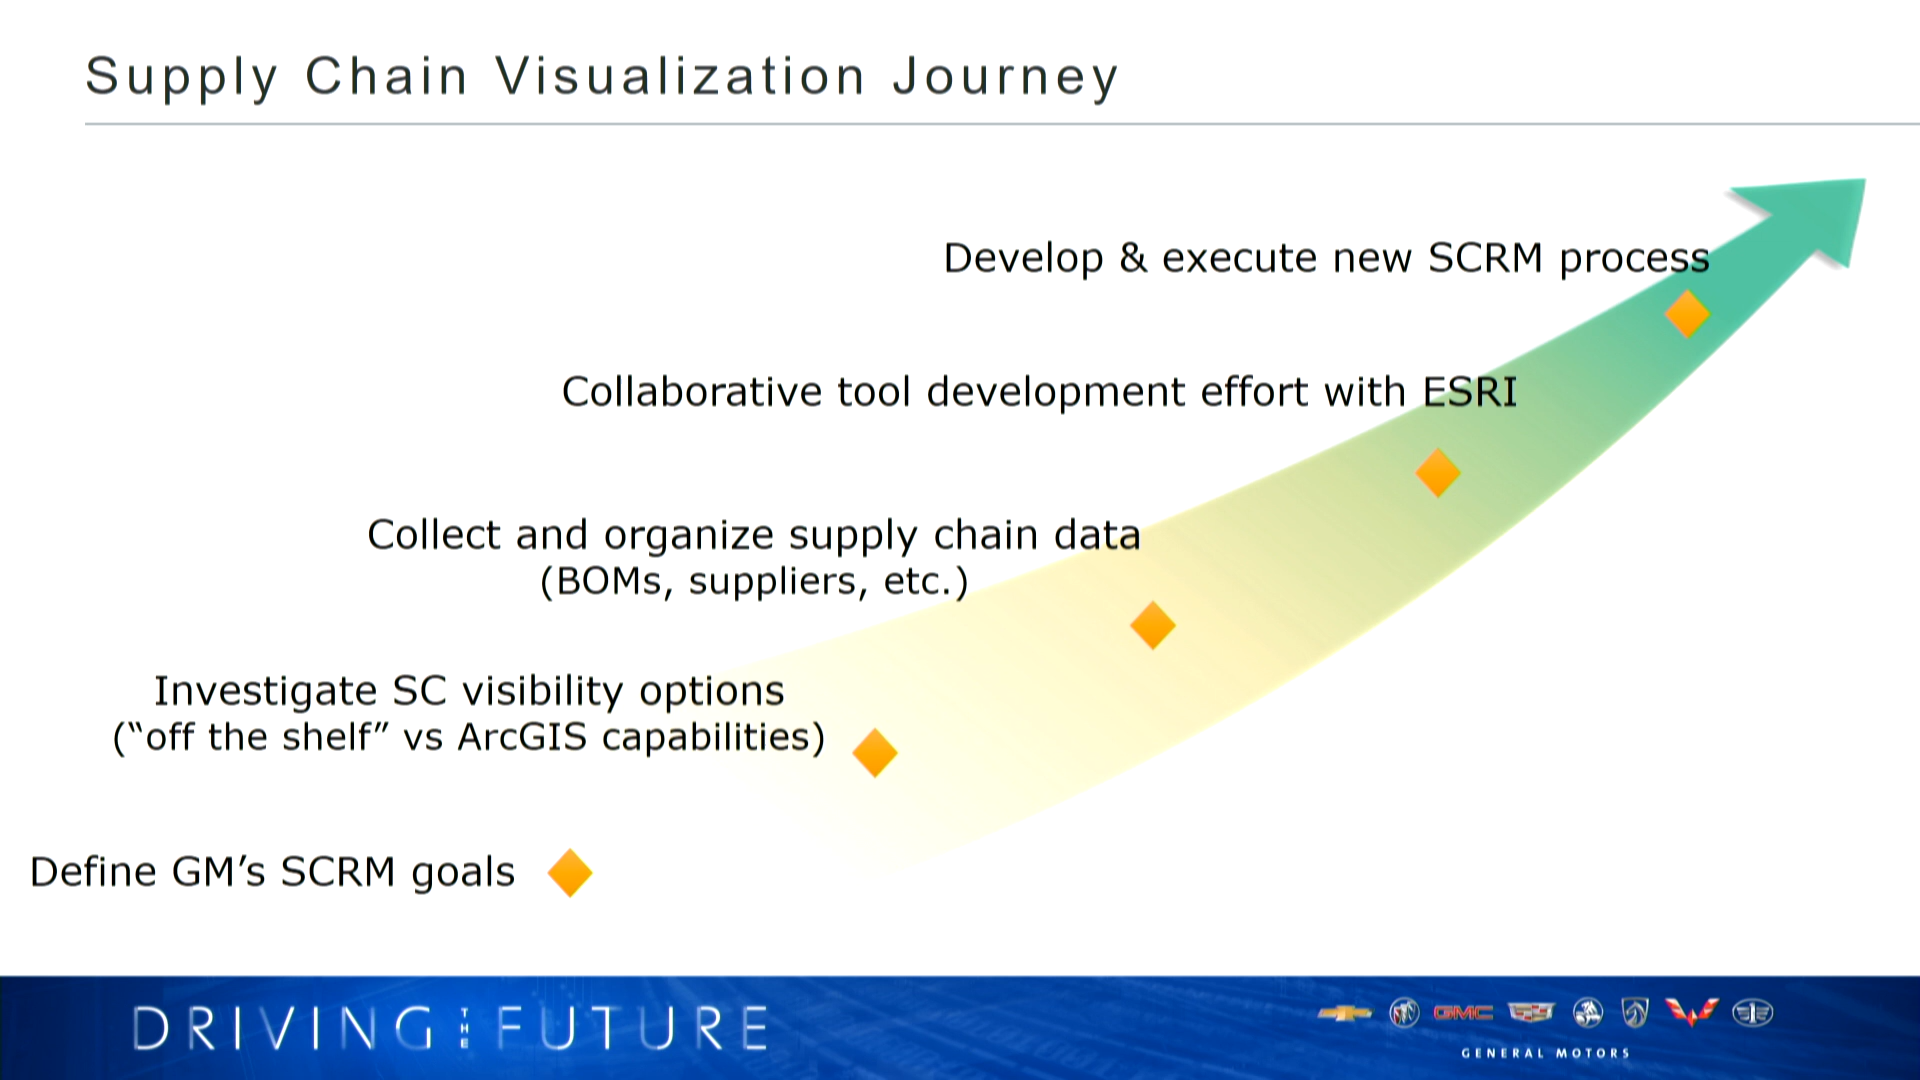 Supply Chain Visualization Journey
Develop & execute new SCRM process
Collaborative tool development effort with ESRI
Collect and organize supply chain data
(BOMs, suppliers, etc.)
Investigate SC visibility options
(“off the shelf” vs ArcGIS capabilities)
Define GM’s SCRM goals
DRIVING THE FUTURE
GMC
GENERAL MOTORS